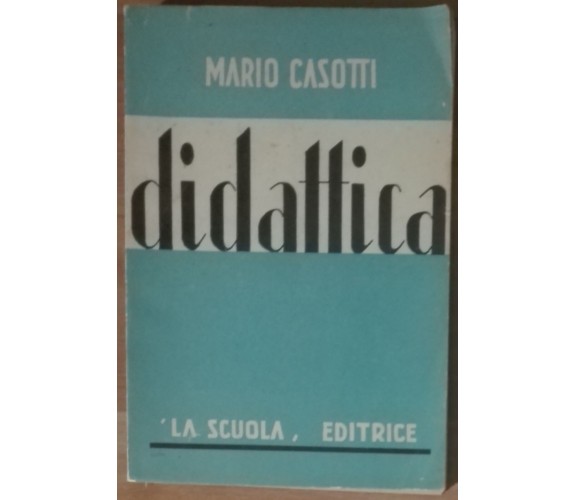 MARIO CASOTTI
didattica
‘LA SCUOLA, EDITRICE